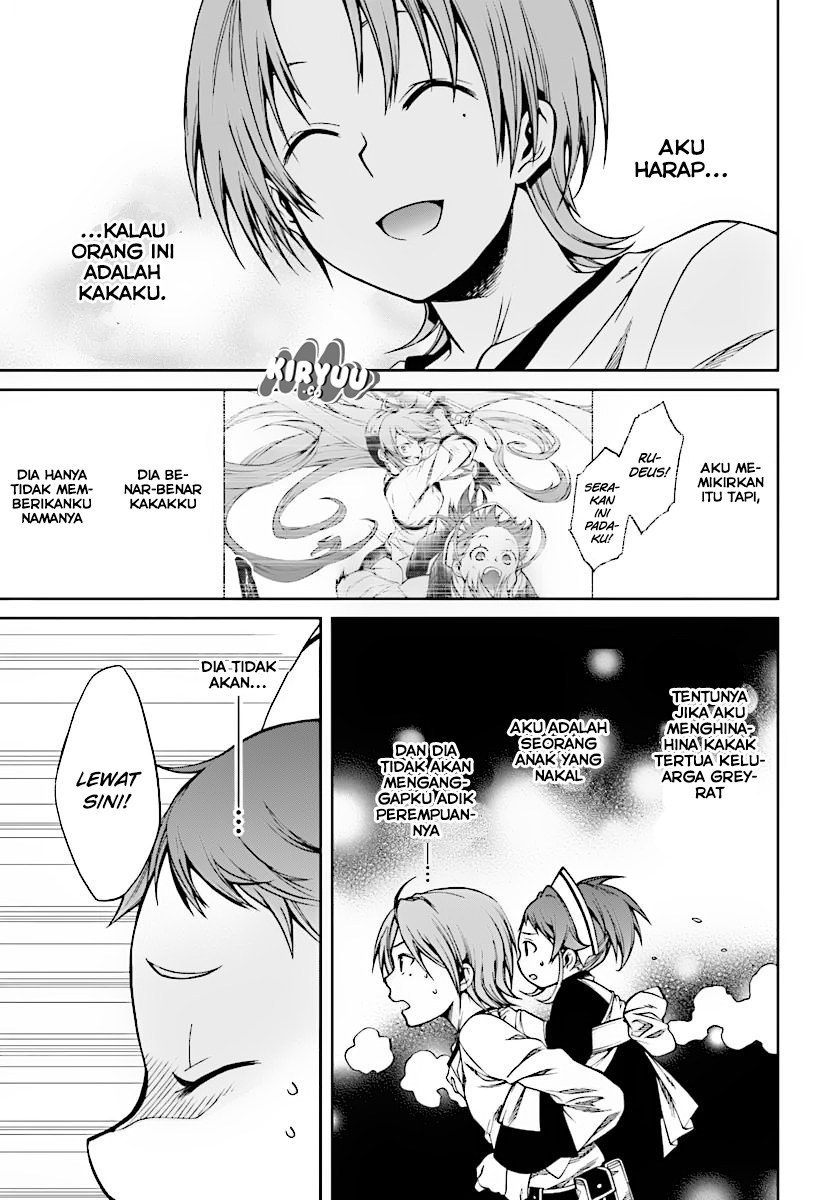 AKU
HARAP...
...KALAU
ORANG INI
ADALAH
KAKAKU.
KIRYUU
.CO
AKU ME-
MIKIRKAN
ITU TAPI,
RU-
DEUS!
SERA-
KAN
INI
PADA-
KU!
DIA BE-
NAR-BENAR
KAKAKKU
DIA HANYA
TIDAK MEM-
BERIKANKU
NAMANYA
TENTUNYA
JIKA AKU
MENGHINA-
HINA KAKAK
TERTUA KELU-
ARGA GREY-
RAT
AKU ADALAH
SEORANG
ANAK YANG
NAKAL
DAN DIA
TIDAK AKAN
MENGANG-
GAPKU ADIK
PEREMPUAN-
NYA
DIA TIDAK
AKAN...
LEWAT
SINI!